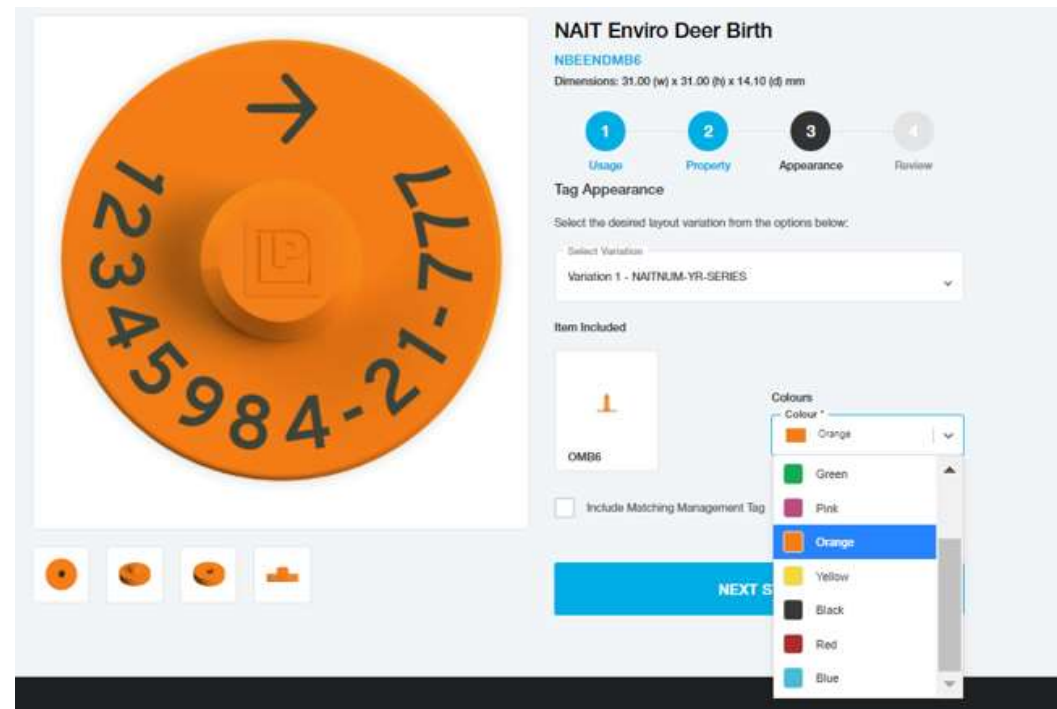 NAIT Enviro Deer Birth
NBEENDMB6
Dimensions: 31.00 (w) x 31.00 (h) x 14.10 (d) mm
1
2
3
4
Usage
Property
Appearance
Review
Tag Appearance
Select the desired layout variation from the options below:
Select Variation
Variation 1 - NAITNUM-YR-SERIES
Item Included
OMB6
Colours
Colour *
Orange
Green
Pink
Orange
Yellow
Black
Red
Blue
Include Matching Management Tag
NEXT S
12345984-21-777
LP